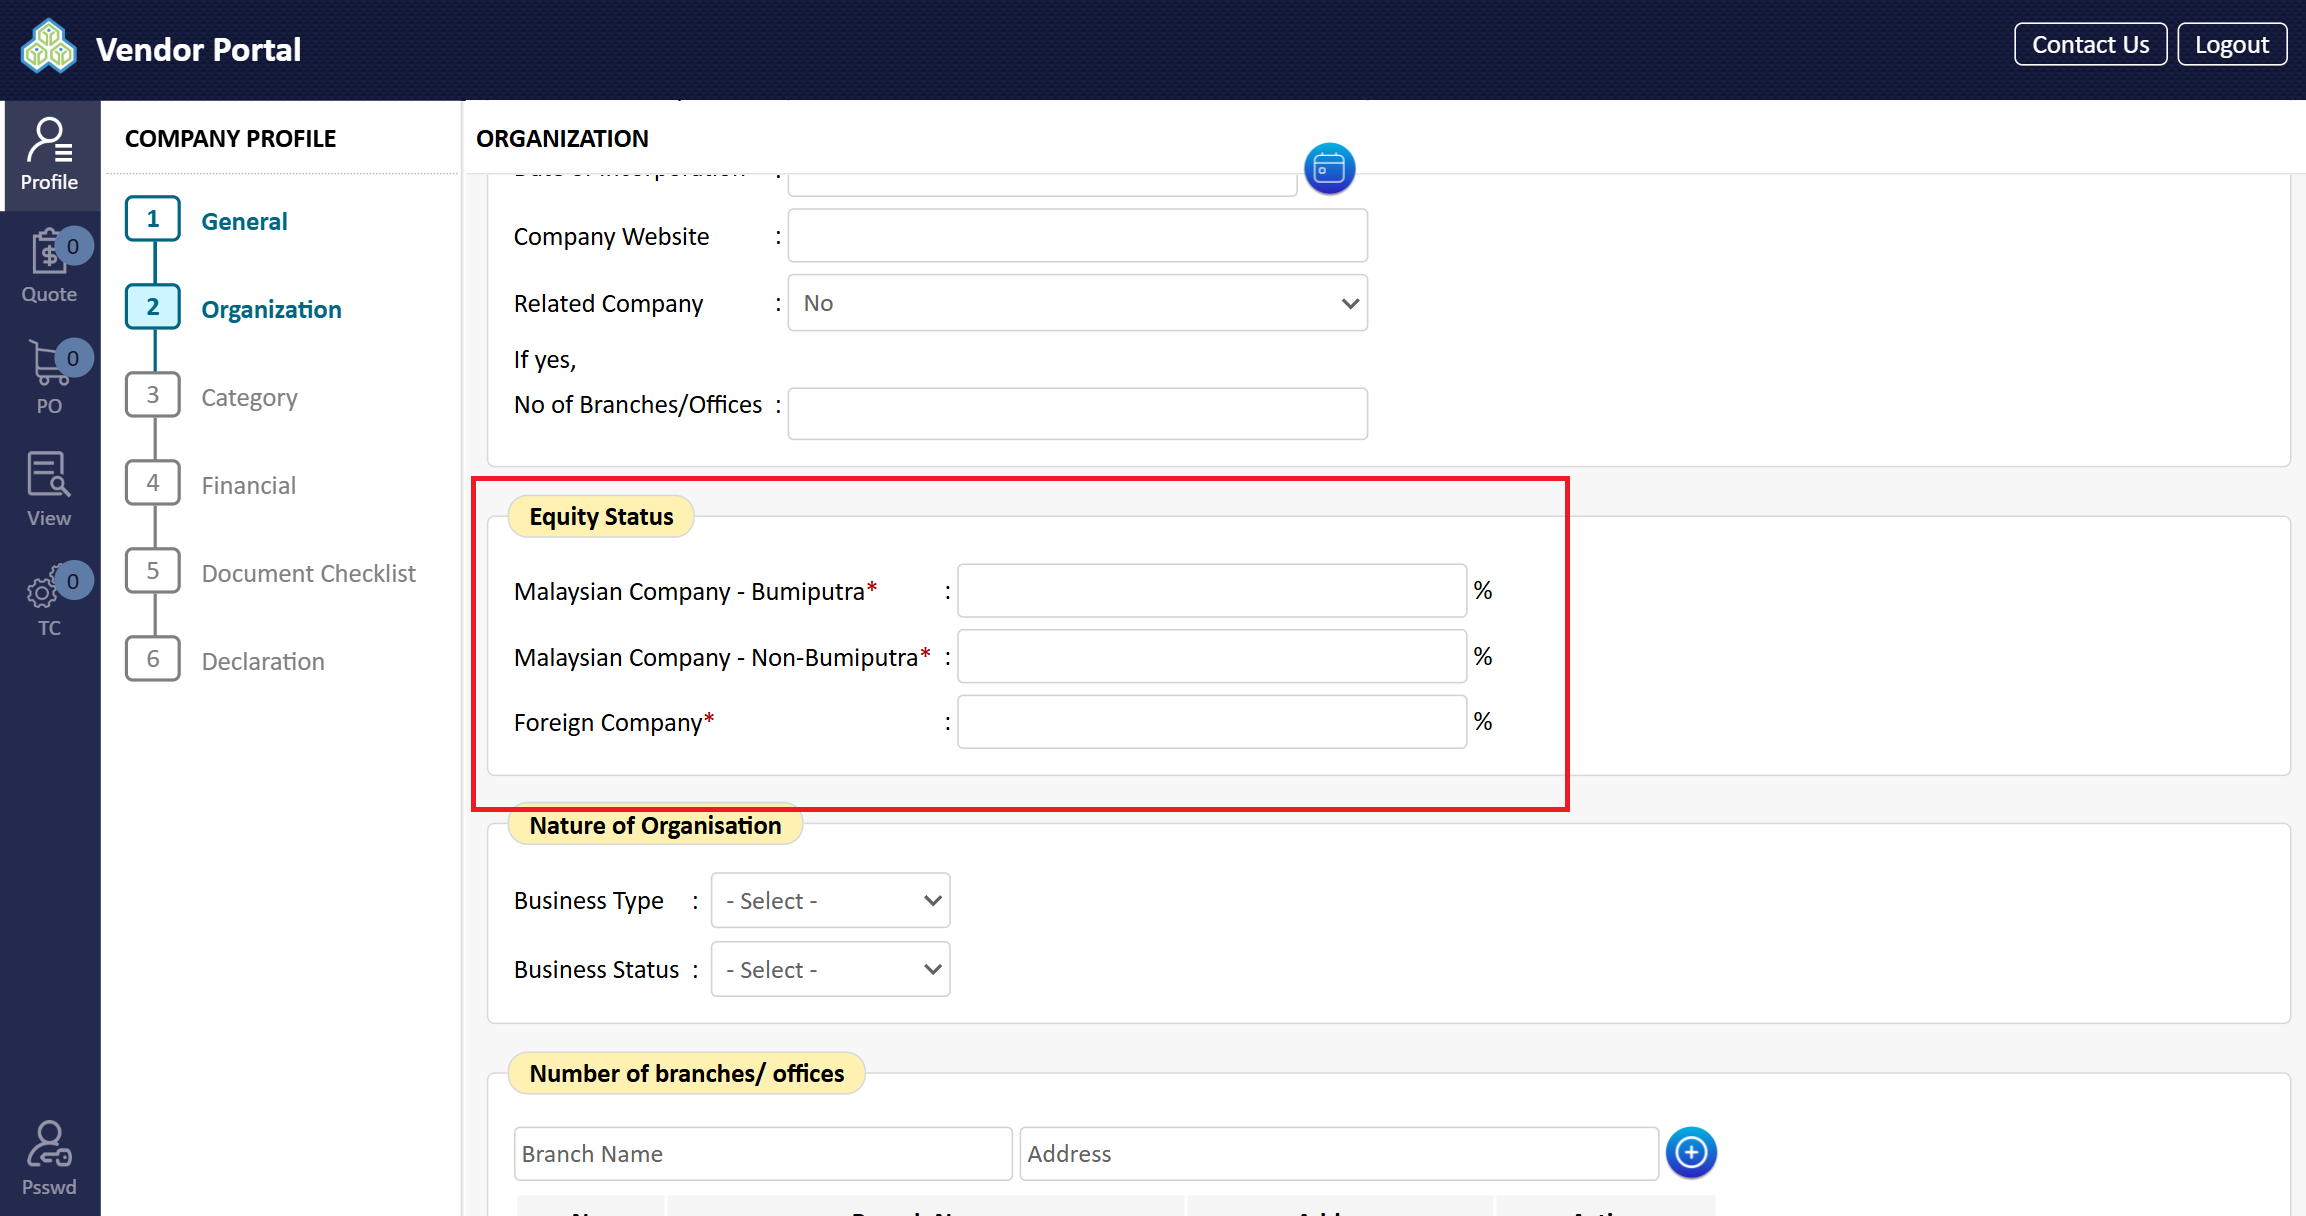 Vendor Portal
Contact Us
Logout
Profile
0
Quote
0
PO
View
0
TC
Psswd
COMPANY PROFILE
1 General
2 Organization
3 Category
4 Financial
5 Document Checklist
6 Declaration
ORGANIZATION
Date of Incorporation :
Company Website :
Related Company : No
If yes,
No of Branches/Offices :
Equity Status
Malaysian Company - Bumiputra* : %
Malaysian Company - Non-Bumiputra* : %
Foreign Company* : %
Nature of Organisation
Business Type : - Select -
Business Status : - Select -
Number of branches/ offices
Branch Name Address